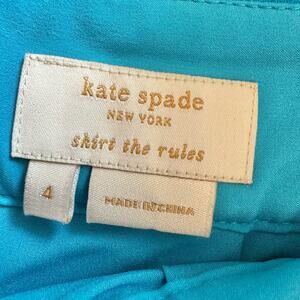 kate spade
NEW YORK
skirt the rules
4
MADE IN CHINA